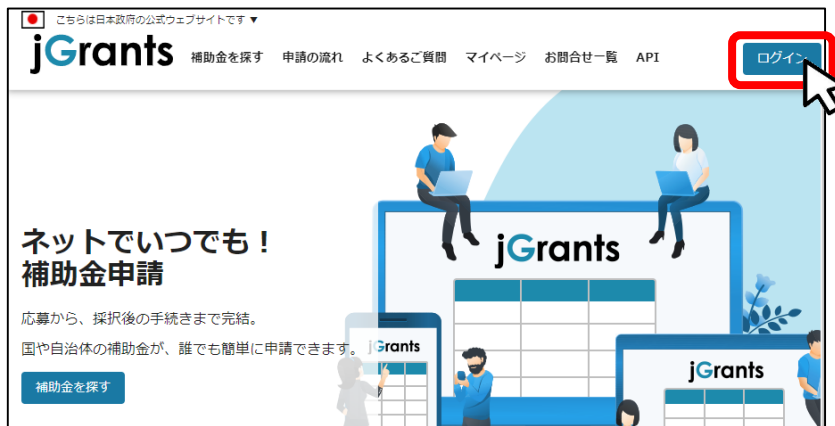 こちらは日本政府の公式ウェブサイトです ▼
jGrants 補助金を探す 申請の流れ よくあるご質問 マイページ お問合せ一覧 API ログイン
jGrants
ネットでいつでも!
補助金申請
応募から、採択後の手続きまで完結。
国や自治体の補助金が、誰でも簡単に申請できます。
jGrants
jGrants
補助金を探す